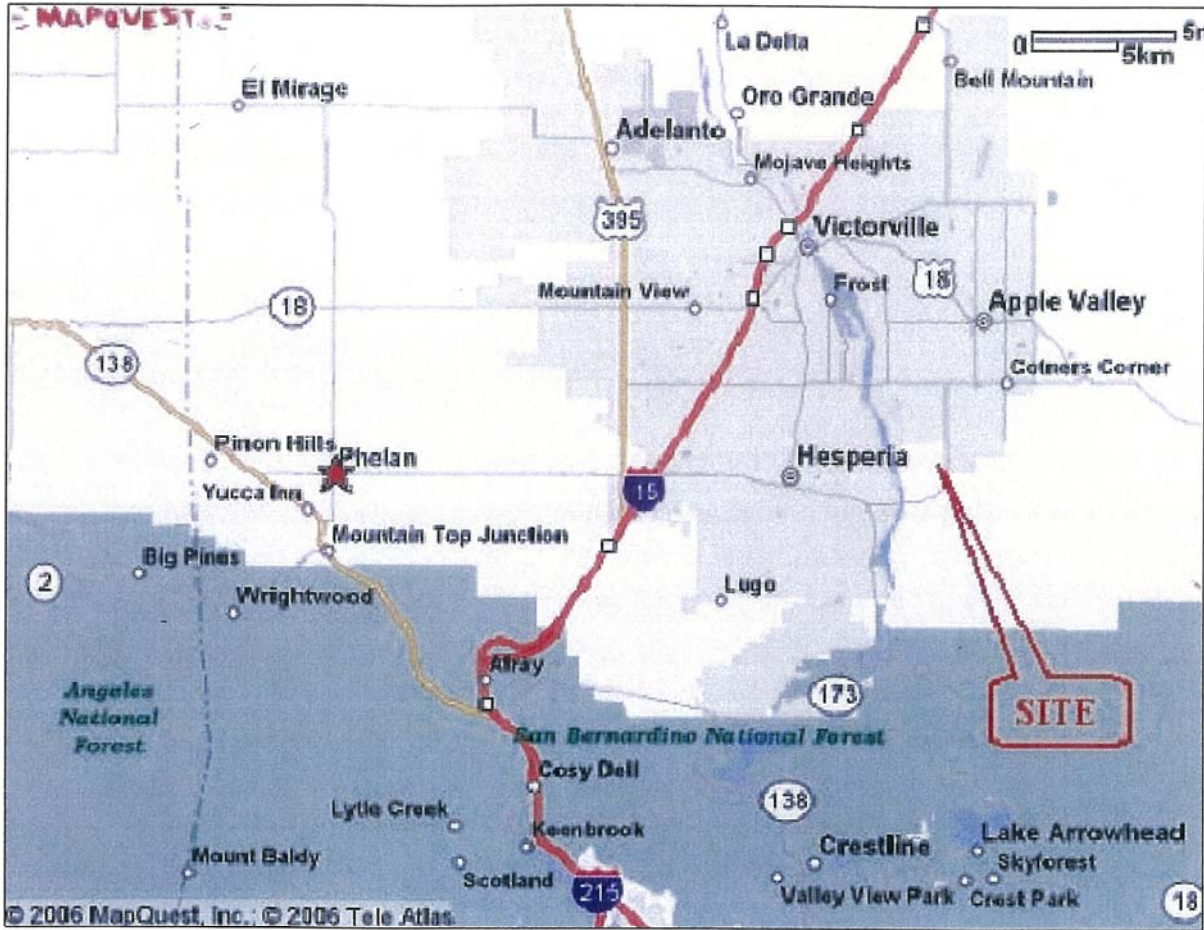 MAPQUEST
La Delta
0 5m
5km
Bell Mountain
El Mirage
Oro Grande
Adelanto
Mojave Heights
395
Victorville
18
Mountain View
Frost
18
Apple Valley
138
Cotners Corner
Pinon Hills
Phelan
Hesperia
15
Yucca Inn
Mountain Top Junction
Big Pines
2
Wrightwood
Lugo
Alray
173
SITE
Angeles
National
Forest
San Bernardino National Forest
Cosy Dell
138
Lytle Creek
Keenbrook
Crestline
Lake Arrowhead
Mount Baldy
Scotland
215
Skyforest
Valley View Park
Crest Park
18
© 2006 MapQuest, Inc.; © 2006 Tele Atlas